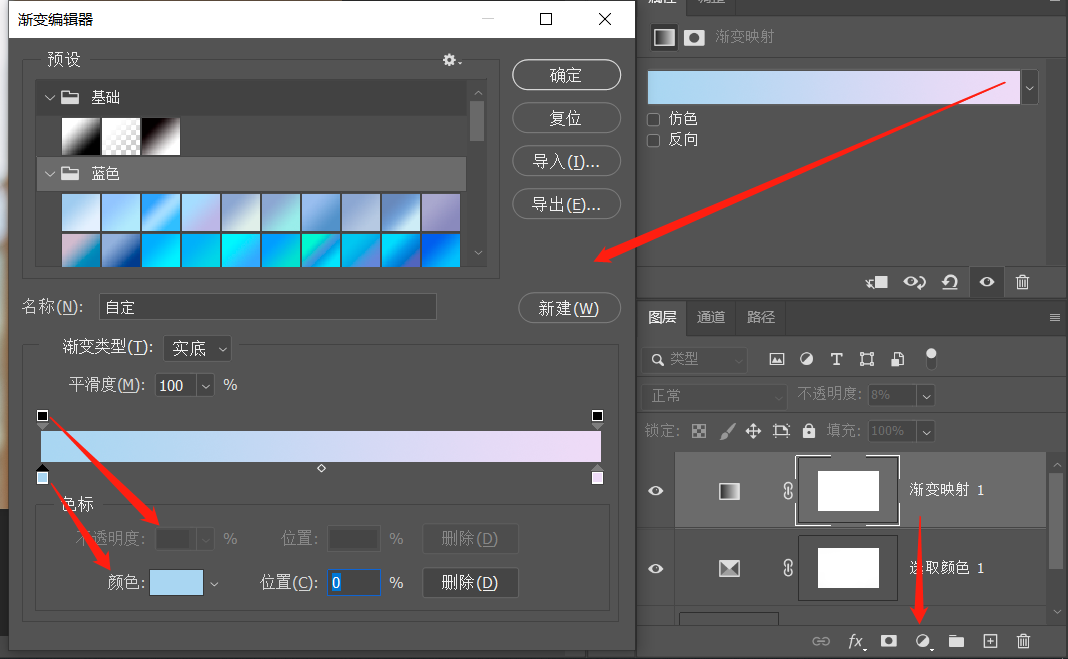 渐变编辑器
预设
基础
蓝色
确定
复位
导入(I)...
导出(E)...
名称(N):
自定
新建(W)
渐变类型(T):
实底
平滑度(M):
100
%
色标
不透明度:
%
位置:
%
删除(D)
颜色:
位置(C):
0
%
删除(D)
属性
调整
渐变映射
仿色
反向
图层
通道
路径
类型
T
正常
不透明度:
8%
锁定:
填充:
100%
渐变映射 1
选取颜色 1
fx